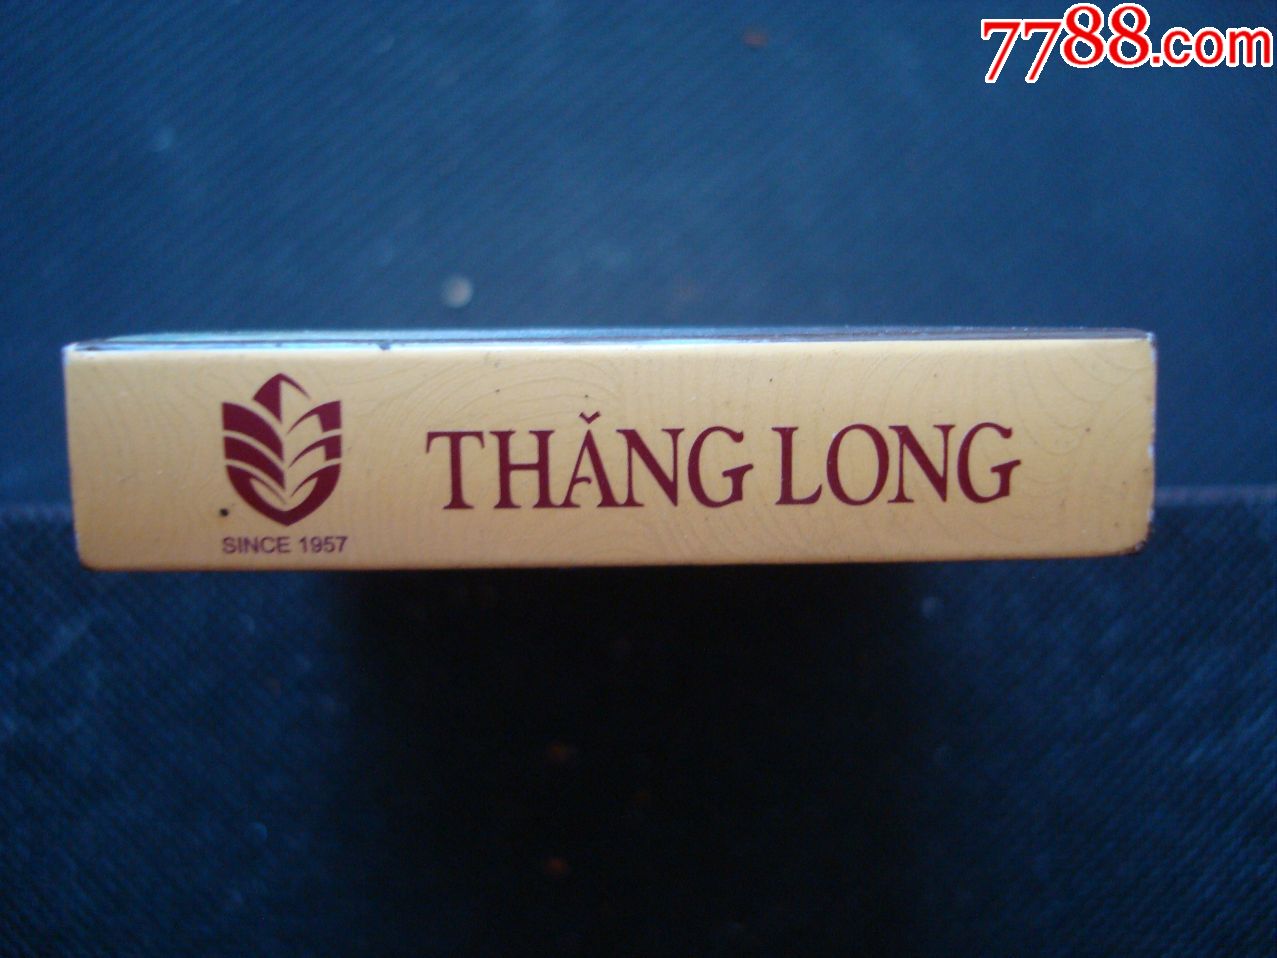 7788.com
THĂNG LONG
SINCE 1957